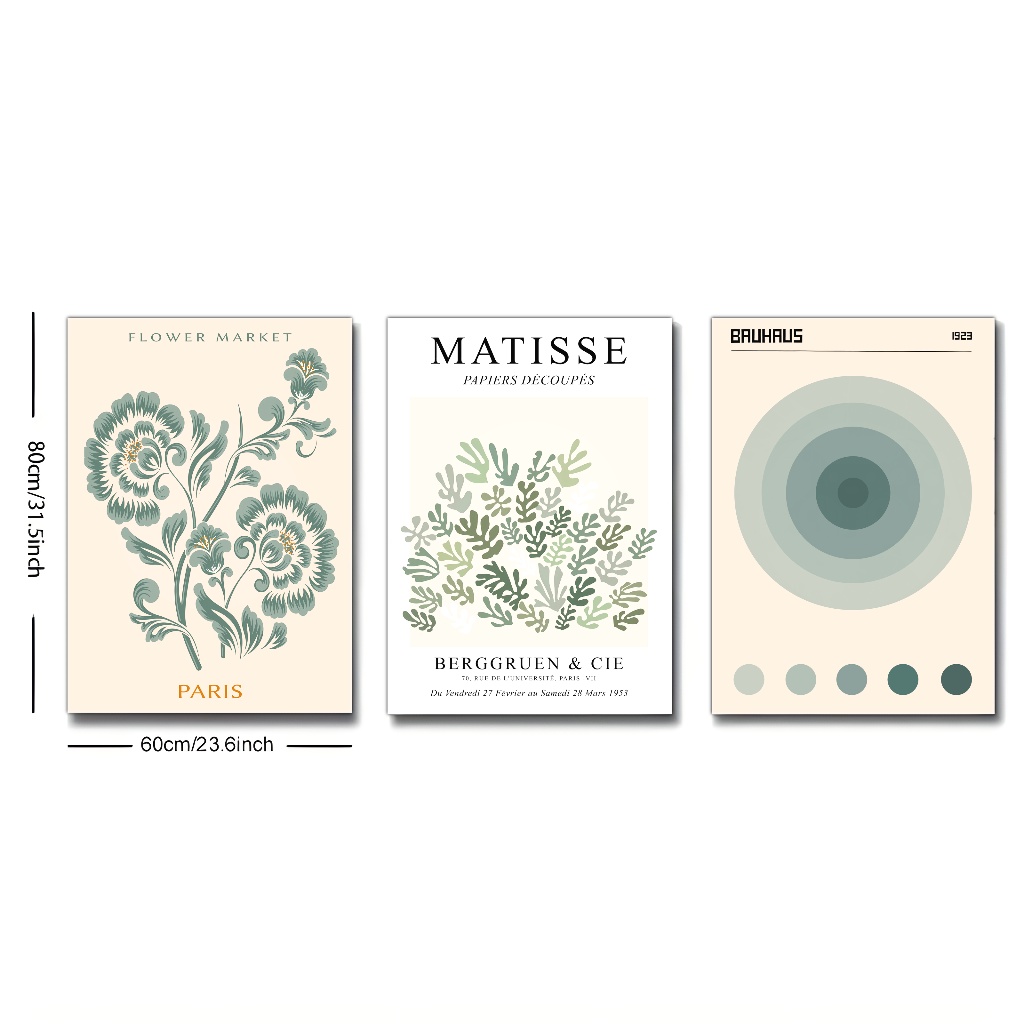 80cm/31.5inch
FLOWER MARKET
PARIS
60cm/23.6inch
MATISSE
PAPIERS DÉCOUPÉS
BERGGRUEN & CIE
70, RUE DE L'UNIVERSITÉ, PARIS VII
Du Vendredi 27 Février au Samedi 28 Mars 1953
BAUHAUS
1923